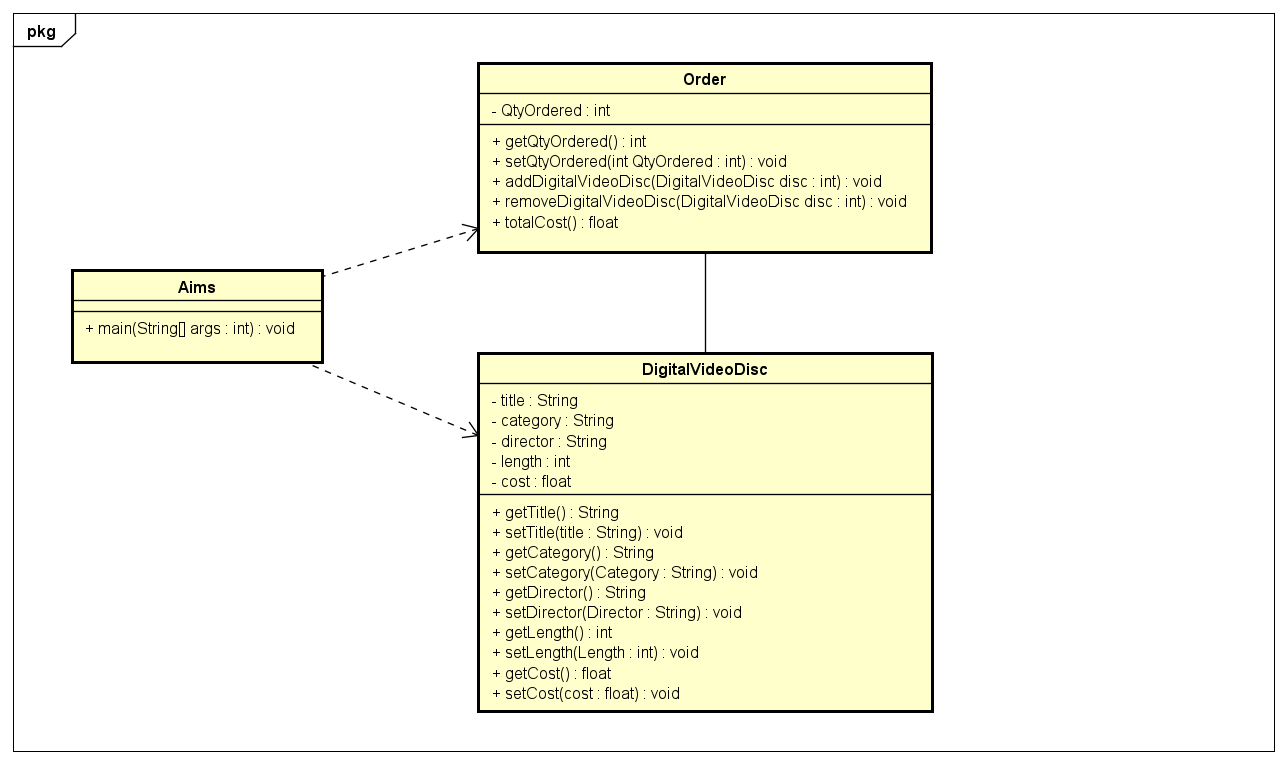 pkg
Order
- QtyOrdered : int
+ getQtyOrdered() : int
+ setQtyOrdered(int QtyOrdered : int) : void
+ addDigitalVideoDisc(DigitalVideoDisc disc : int) : void
+ removeDigitalVideoDisc(DigitalVideoDisc disc : int) : void
+ totalCost() : float
Aims
+ main(String[] args : int) : void
DigitalVideoDisc
- title : String
- category : String
- director : String
- length : int
- cost : float
+ getTitle() : String
+ setTitle(title : String) : void
+ getCategory() : String
+ setCategory(Category : String) : void
+ getDirector() : String
+ setDirector(Director : String) : void
+ getLength() : int
+ setLength(Length : int) : void
+ getCost() : float
+ setCost(cost : float) : void